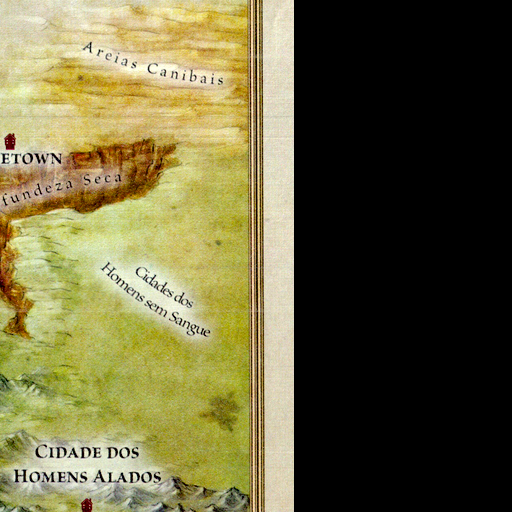 Areias Canibais
ETOWN
fundeza Seca
Cidades dos
Homens sem Sangue
CIDADE DOS
HOMENS ALADOS